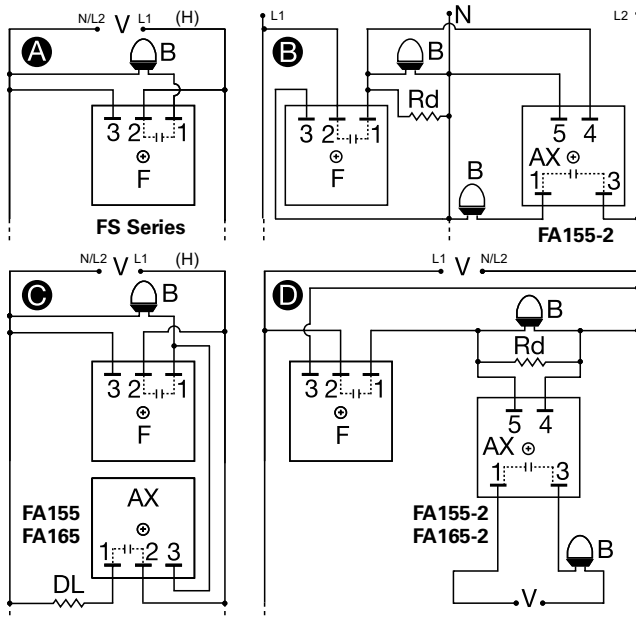 A
N/L2 V L1 (H)
B
3 2 1
F
FS Series
B
L1
N
L2
B
Rd
3 2 1
F
5 4
AX
1 3
B
FA155-2
C
N/L2 V L1 (H)
B
3 2 1
F
AX
FA155
FA165
1 2 3
DL
D
L1 V N/L2
B
Rd
3 2 1
F
5 4
AX
1 3
FA155-2
FA165-2
B
V